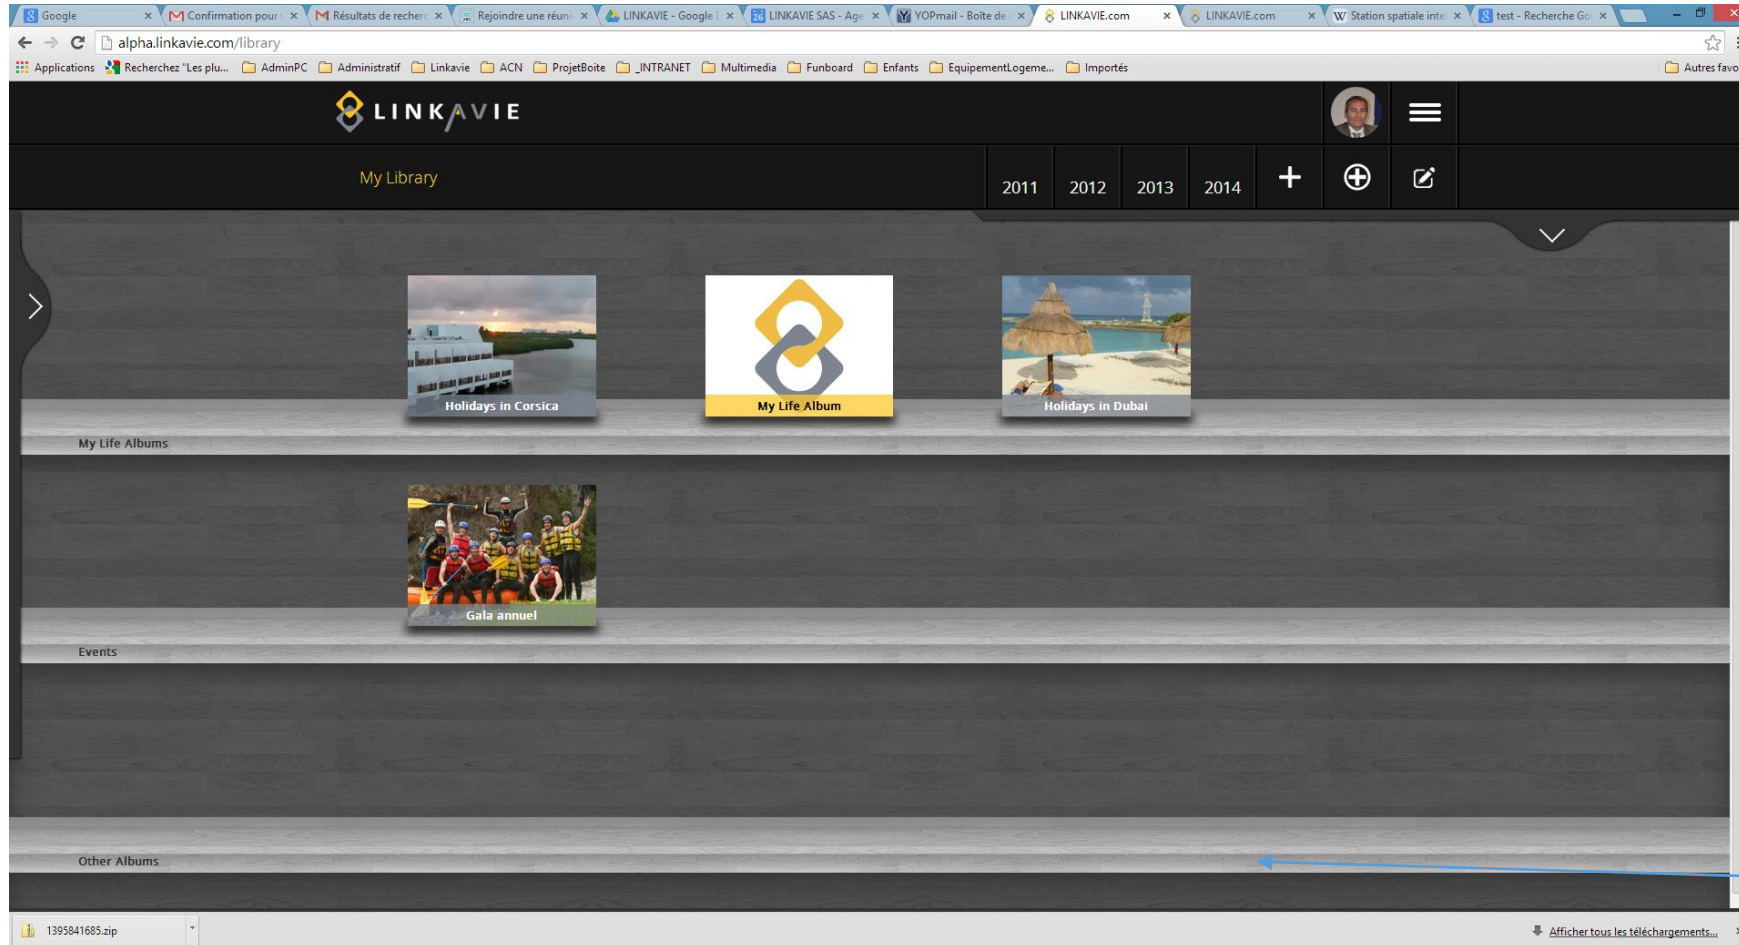 Google
Confirmation pour
Résultats de recherc
Rejoindre une réuni
LINKAVIE - Google
LINKAVIE SAS - Age
YOPmail - Boîte de
LINKAVIE.com
LINKAVIE.com
Station spatiale inte
test - Recherche Go
alpha.linkavie.com/library
Applications Recherchez "Les plu... AdminPC Administratif Linkavie ACN ProjetBoite _INTRANET Multimedia Funboard Enfants EquipementLogeme... Importés Autres favo
LINKAVIE
My Library 2011 2012 2013 2014
Holidays in Corsica
My Life Album
Holidays in Dubai
My Life Albums
Gala annuel
Events
Other Albums
1395841685.zip Afficher tous les téléchargements...